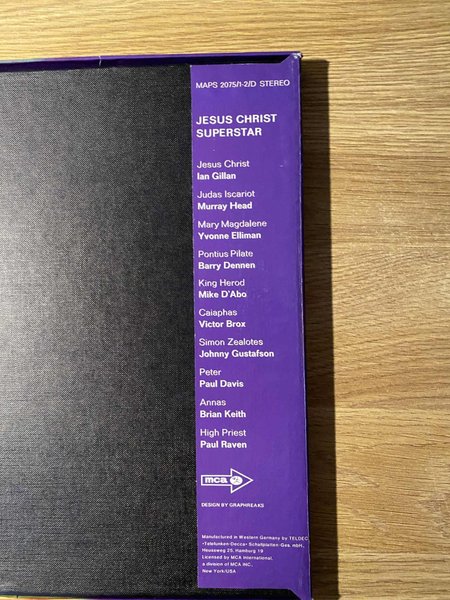 MAPS 2075/1-2/D STEREO
JESUS CHRIST
SUPERSTAR
Jesus Christ
Ian Gillan
Judas Iscariot
Murray Head
Mary Magdalene
Yvonne Elliman
Pontius Pilate
Barry Dennen
King Herod
Mike D'Abo
Caiaphas
Victor Brox
Simon Zealotes
Johnny Gustafson
Peter
Paul Davis
Annas
Brian Keith
High Priest
Paul Raven
mca
DESIGN BY GRAPHREAKS
Manufactured in Western Germany by TELDEC
»Telefunken-Decca« Schallplatten-Ges. mbH.,
Heussweg 25, Hamburg 19
Licensed by MCA International,
a division of MCA INC.
New York/USA